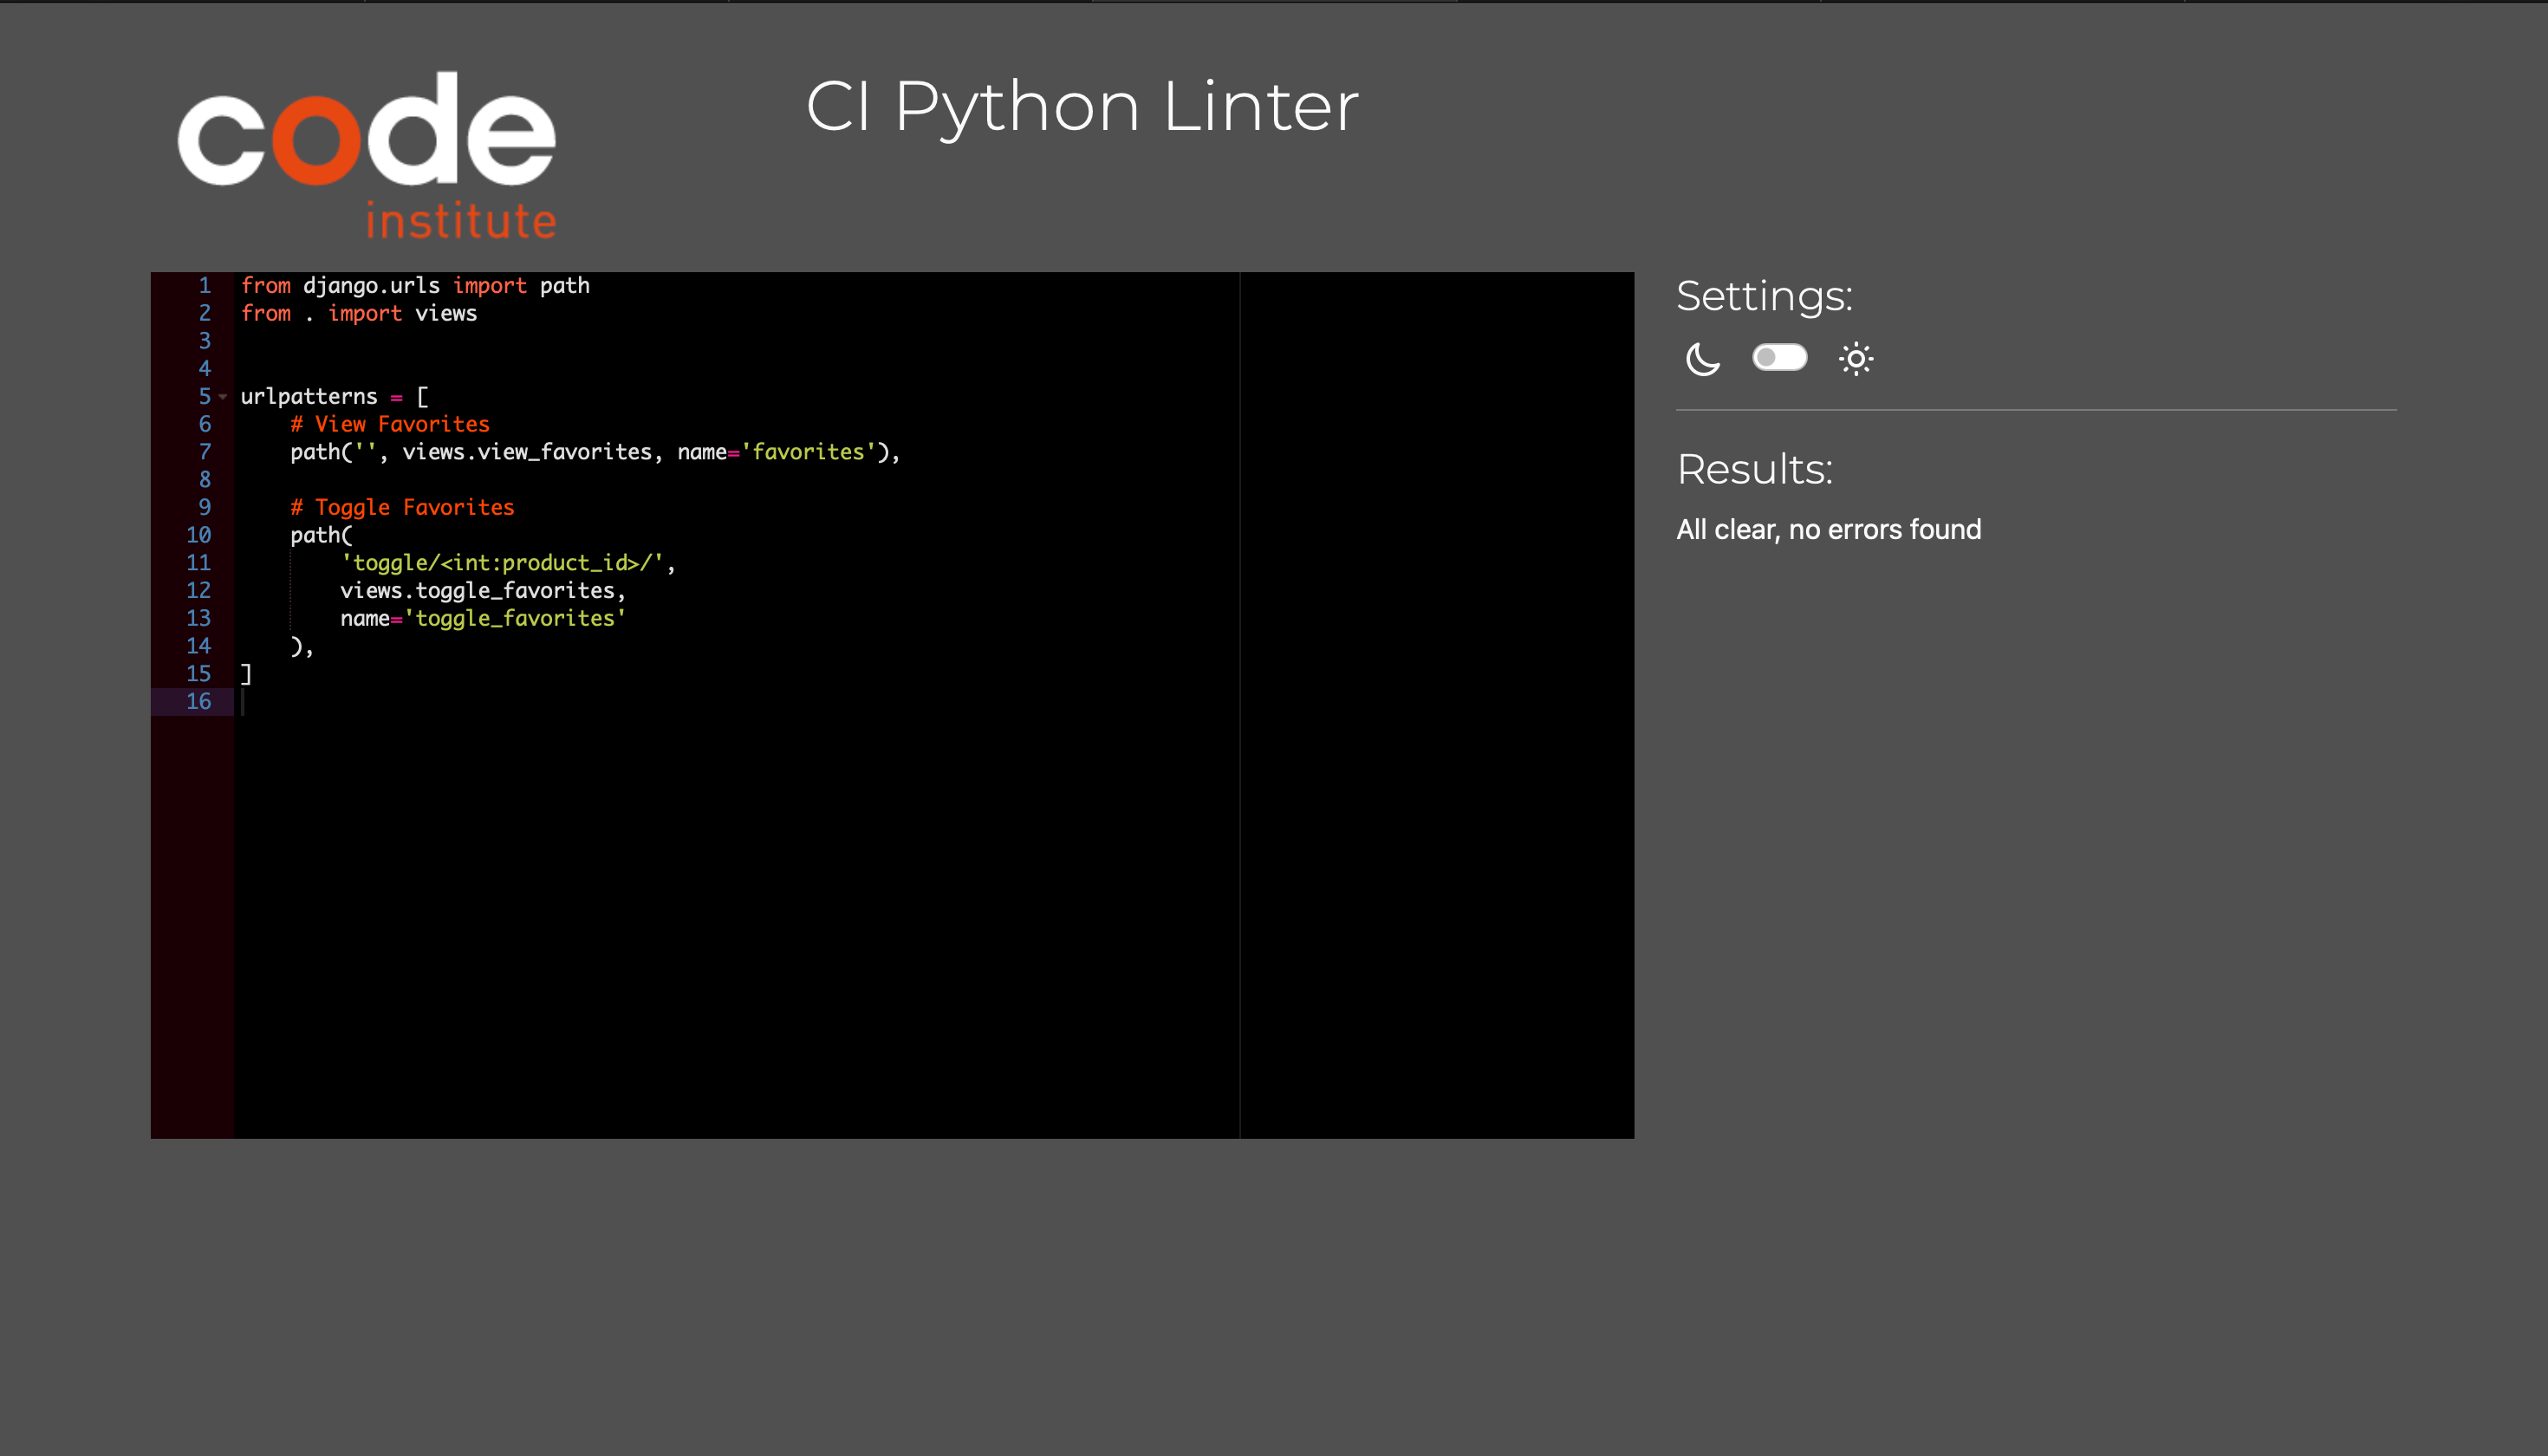 code
institute
CI Python Linter
1 from django.urls import path
2 from . import views
3
4
5 urlpatterns = [
6     # View Favorites
7     path('', views.view_favorites, name='favorites'),
8
9     # Toggle Favorites
10     path(
11         'toggle/<int:product_id>/',
12         views.toggle_favorites,
13         name='toggle_favorites'
14     ),
15 ]
16
Settings:
Results:
All clear, no errors found